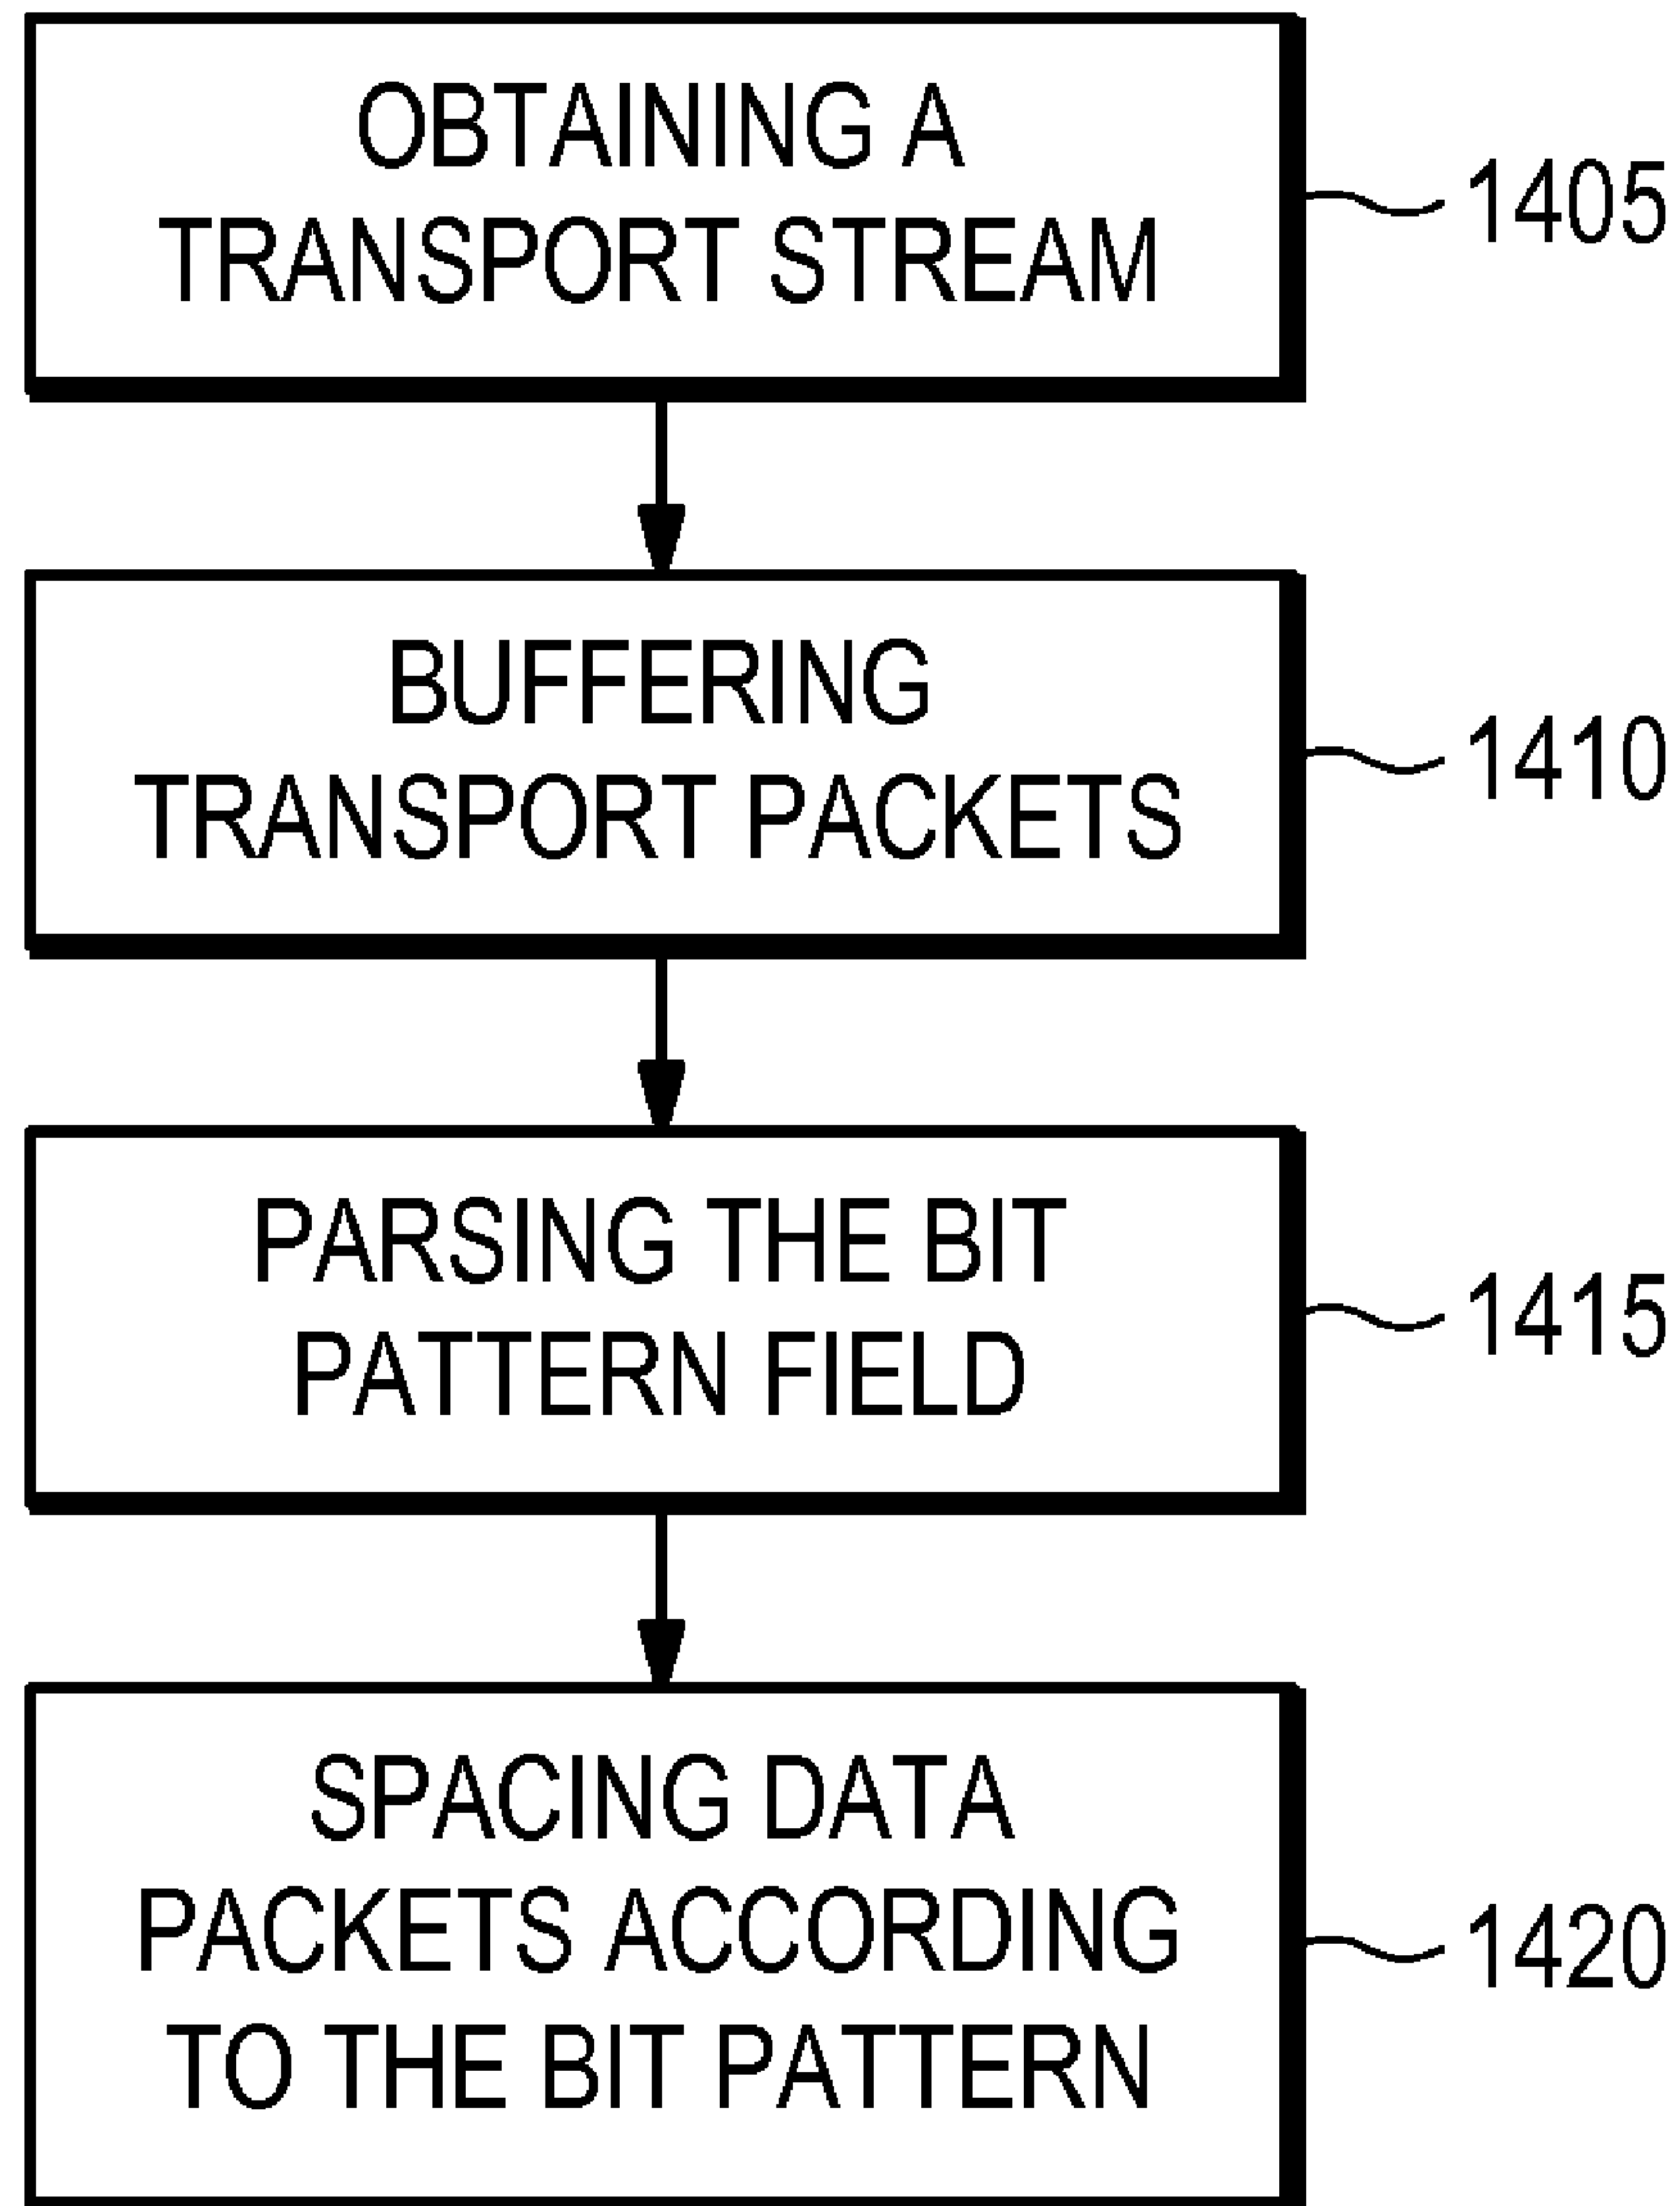 OBTAINING A
TRANSPORT STREAM
1405
BUFFERING
TRANSPORT PACKETS
1410
PARSING THE BIT
PATTERN FIELD
1415
SPACING DATA
PACKETS ACCORDING
TO THE BIT PATTERN
1420